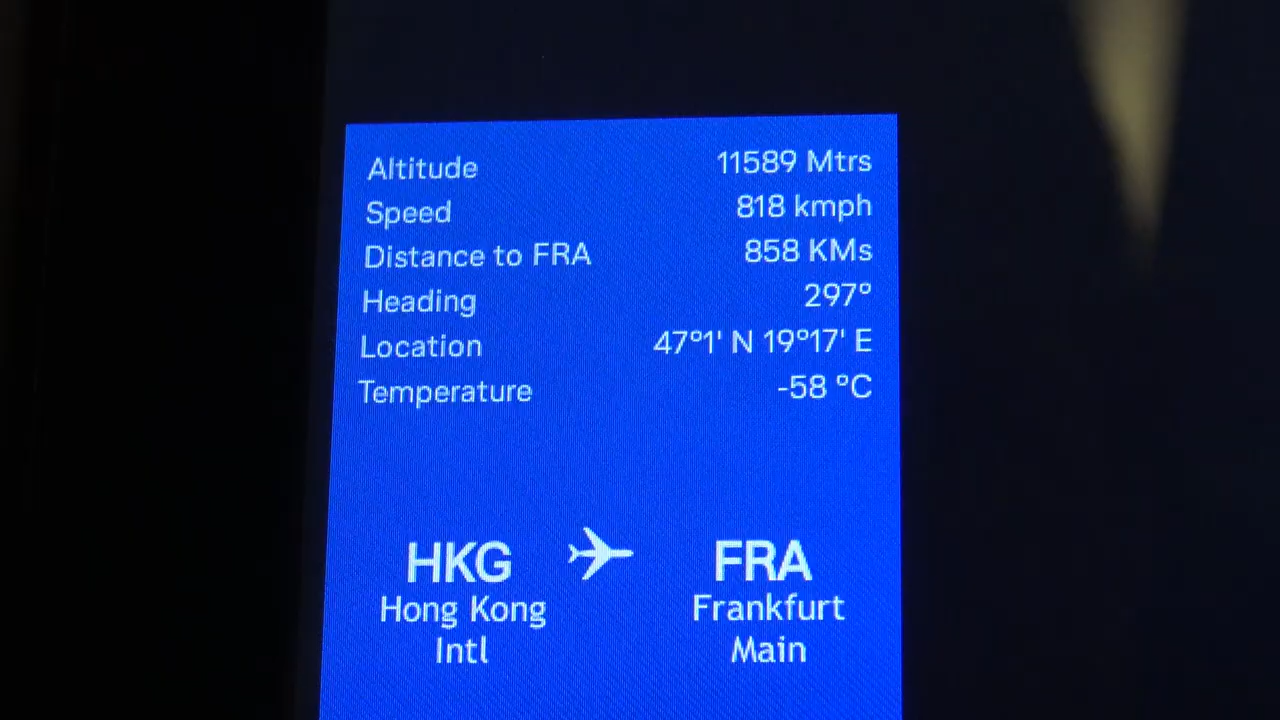 Altitude 11589 Mtrs
Speed 818 kmph
Distance to FRA 858 KMs
Heading 297°
Location 47°1' N 19°17' E
Temperature -58 °C
HKG FRA
Hong Kong Frankfurt
Intl Main